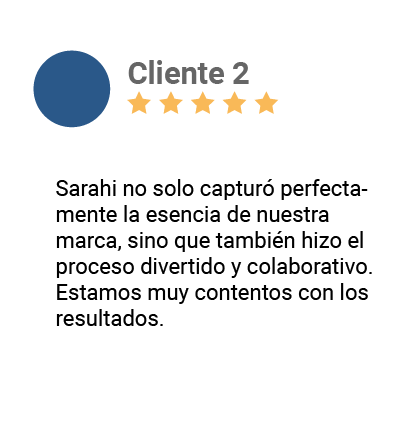 Cliente 2
Sarahi no solo capturó perfecta-
mente la esencia de nuestra
marca, sino que también hizo el
proceso divertido y colaborativo.
Estamos muy contentos con los
resultados.